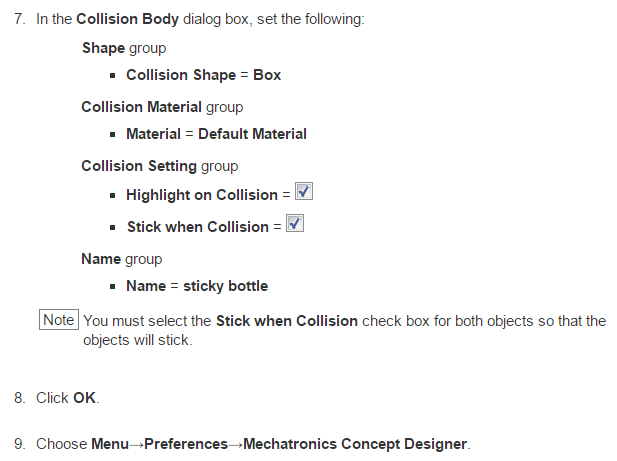 7. In the Collision Body dialog box, set the following:
Shape group
▪ Collision Shape = Box
Collision Material group
▪ Material = Default Material
Collision Setting group
▪ Highlight on Collision = ☑
▪ Stick when Collision = ☑
Name group
▪ Name = sticky bottle
Note You must select the Stick when Collision check box for both objects so that the
objects will stick.
8. Click OK.
9. Choose Menu→Preferences→Mechatronics Concept Designer.